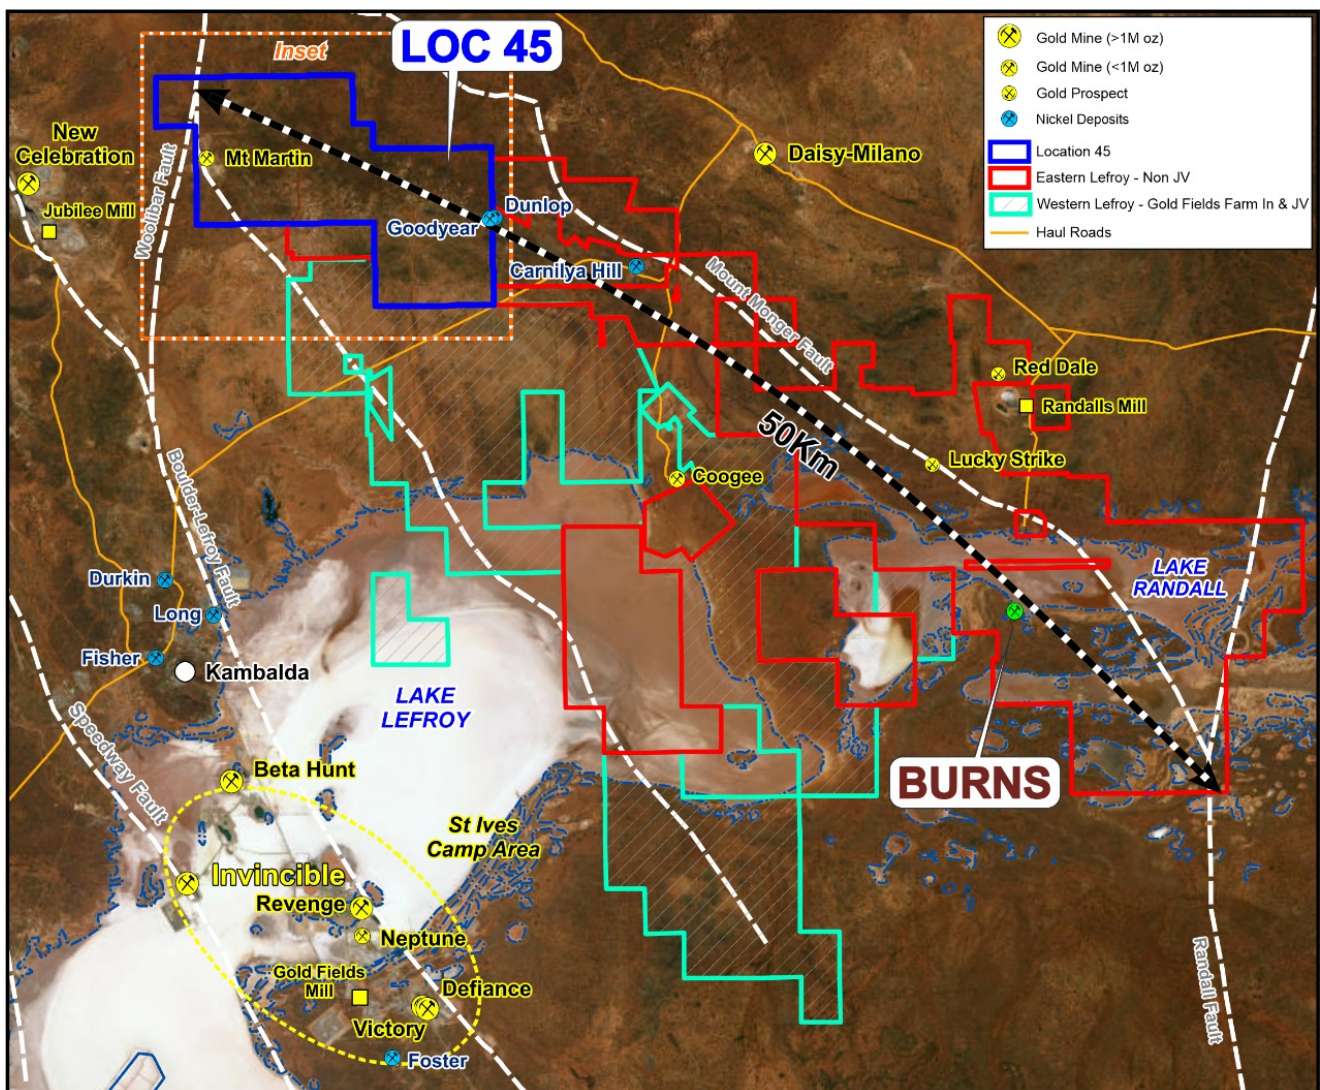 Inset
LOC 45
Gold Mine (>1M oz)
Gold Mine (<1M oz)
Gold Prospect
Nickel Deposits
Location 45
Eastern Lefroy - Non JV
Western Lefroy - Gold Fields Farm In & JV
Haul Roads
New
Celebration
Mt Martin
Daisy-Milano
Jubilee Mill
Woolibar Fault
Dunlop
Goodyear
Carnilya Hill
Mount Monger Fault
Red Dale
Randalls Mill
50Km
Lucky Strike
Coogee
Boulder-Lefroy Fault
Durkin
Long
Fisher
Kambalda
LAKE
RANDALL
LAKE
LEFROY
Speedway Fault
Beta Hunt
BURNS
St Ives
Camp Area
Invincible
Revenge
Neptune
Gold Fields
Mill
Defiance
Victory
Foster
Randall Fault